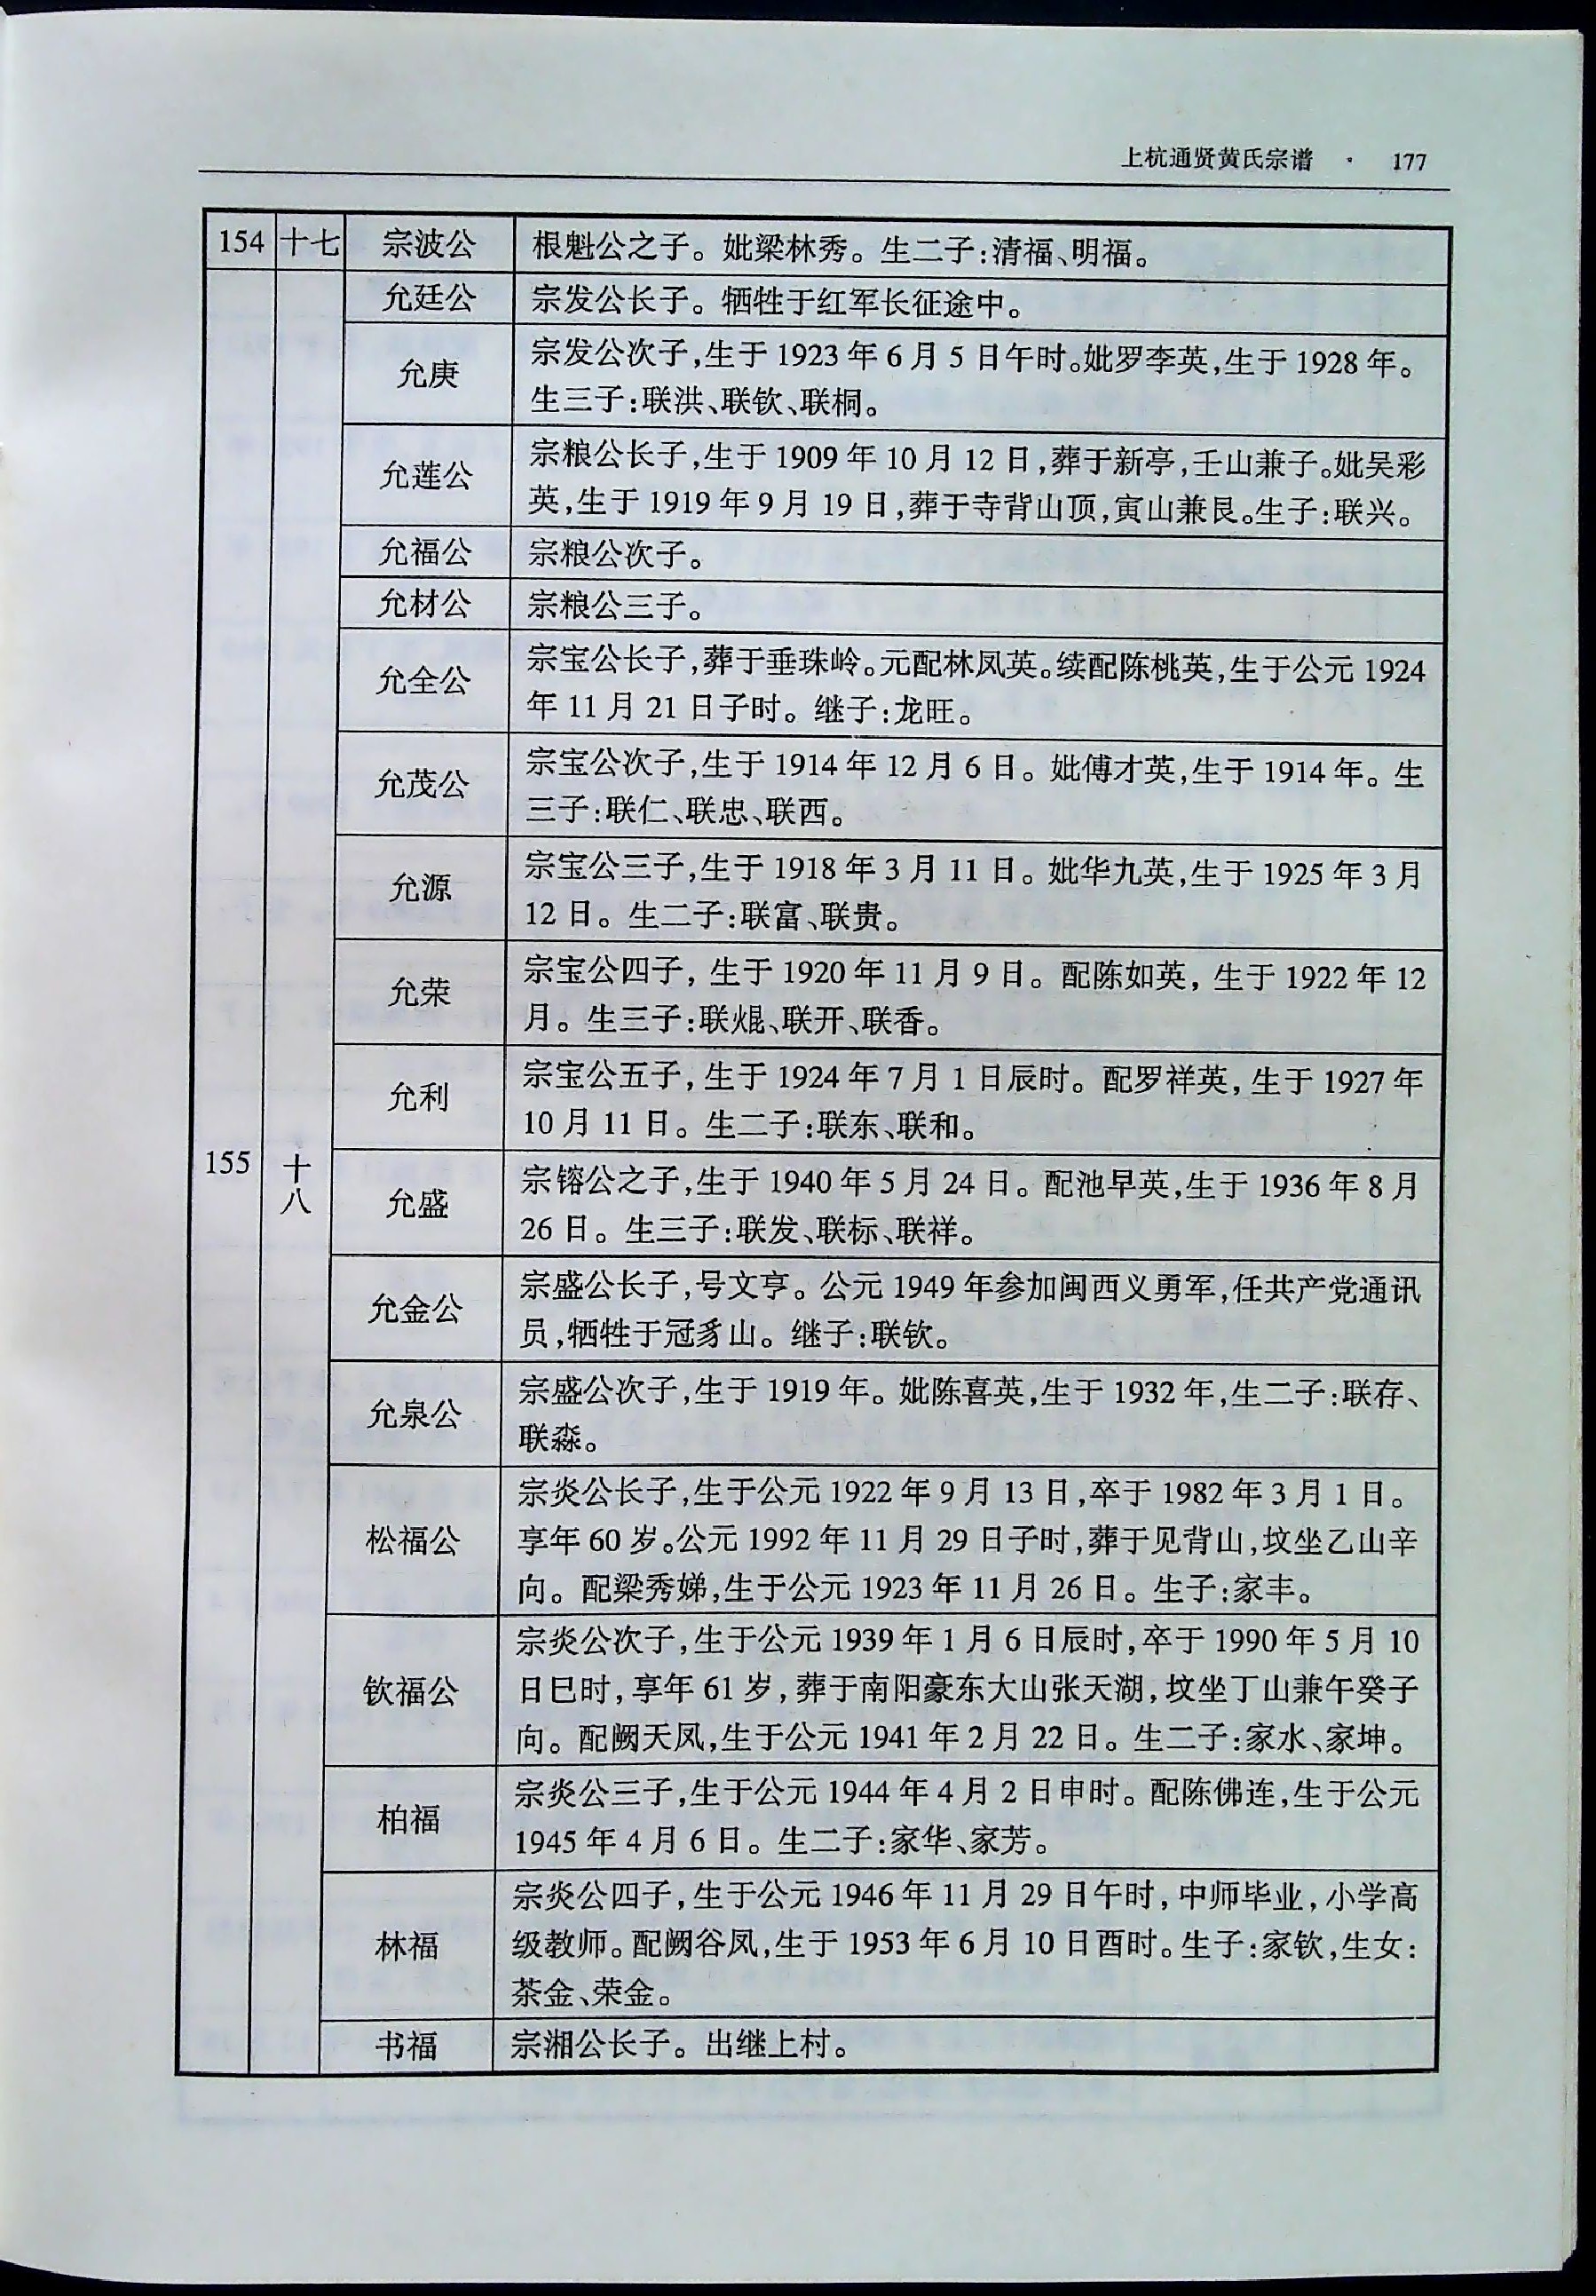 上杭通贤黄氏宗谱 · 177
154 十七 宗波公 根魁公之子。妣梁林秀。生二子:清福、明福。
155 十八
允廷公 宗发公长子。牺牲于红军长征途中。
允庚 宗发公次子,生于 1923 年 6 月 5 日午时。妣罗李英,生于 1928 年。
生三子:联洪、联钦、联桐。
允莲公 宗粮公长子,生于 1909 年 10 月 12 日,葬于新亭,壬山兼子。妣吴彩
英,生于 1919 年 9 月 19 日,葬于寺背山顶,寅山兼艮。生子:联兴。
允福公 宗粮公次子。
允材公 宗粮公三子。
允全公 宗宝公长子,葬于垂珠岭。元配林凤英。续配陈桃英,生于公元 1924
年 11 月 21 日子时。继子:龙旺。
允茂公 宗宝公次子,生于 1914 年 12 月 6 日。妣傅才英,生于 1914 年。生
三子:联仁、联忠、联西。
允源 宗宝公三子,生于 1918 年 3 月 11 日。妣华九英,生于 1925 年 3 月
12 日。生二子:联富、联贵。
允荣 宗宝公四子,生于 1920 年 11 月 9 日。配陈如英,生于 1922 年 12
月。生三子:联焜、联开、联香。
允利 宗宝公五子,生于 1924 年 7 月 1 日辰时。配罗祥英,生于 1927 年
10 月 11 日。生二子:联东、联和。
允盛 宗镕公之子,生于 1940 年 5 月 24 日。配池早英,生于 1936 年 8 月
26 日。生三子:联发、联标、联祥。
允金公 宗盛公长子,号文亨。公元 1949 年参加闽西义勇军,任共产党通讯
员,牺牲于冠豸山。继子:联钦。
允泉公 宗盛公次子,生于 1919 年。妣陈喜英,生于 1932 年,生二子:联存、
联淼。
松福公 宗炎公长子,生于公元 1922 年 9 月 13 日,卒于 1982 年 3 月 1 日。
享年 60 岁。公元 1992 年 11 月 29 日子时,葬于见背山,坟坐乙山辛
向。配梁秀娣,生于公元 1923 年 11 月 26 日。生子:家丰。
钦福公 宗炎公次子,生于公元 1939 年 1 月 6 日辰时,卒于 1990 年 5 月 10
日巳时,享年 61 岁,葬于南阳豪东大山张天湖,坟坐丁山兼午癸子
向。配阙天凤,生于公元 1941 年 2 月 22 日。生二子:家水、家坤。
柏福 宗炎公三子,生于公元 1944 年 4 月 2 日申时。配陈佛连,生于公元
1945 年 4 月 6 日。生二子:家华、家芳。
林福 宗炎公四子,生于公元 1946 年 11 月 29 日午时,中师毕业,小学高
级教师。配阙谷凤,生于 1953 年 6 月 10 日酉时。生子:家钦,生女:
茶金、荣金。
书福 宗湘公长子。出继上村。